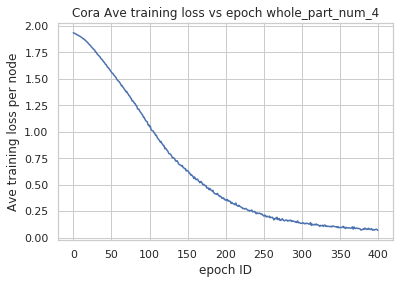 Cora Ave training loss vs epoch whole_part_num_4
2.00
1.75
1.50
1.25
1.00
0.75
0.50
0.25
0.00
Ave training loss per node
0 50 100 150 200 250 300 350 400
epoch ID